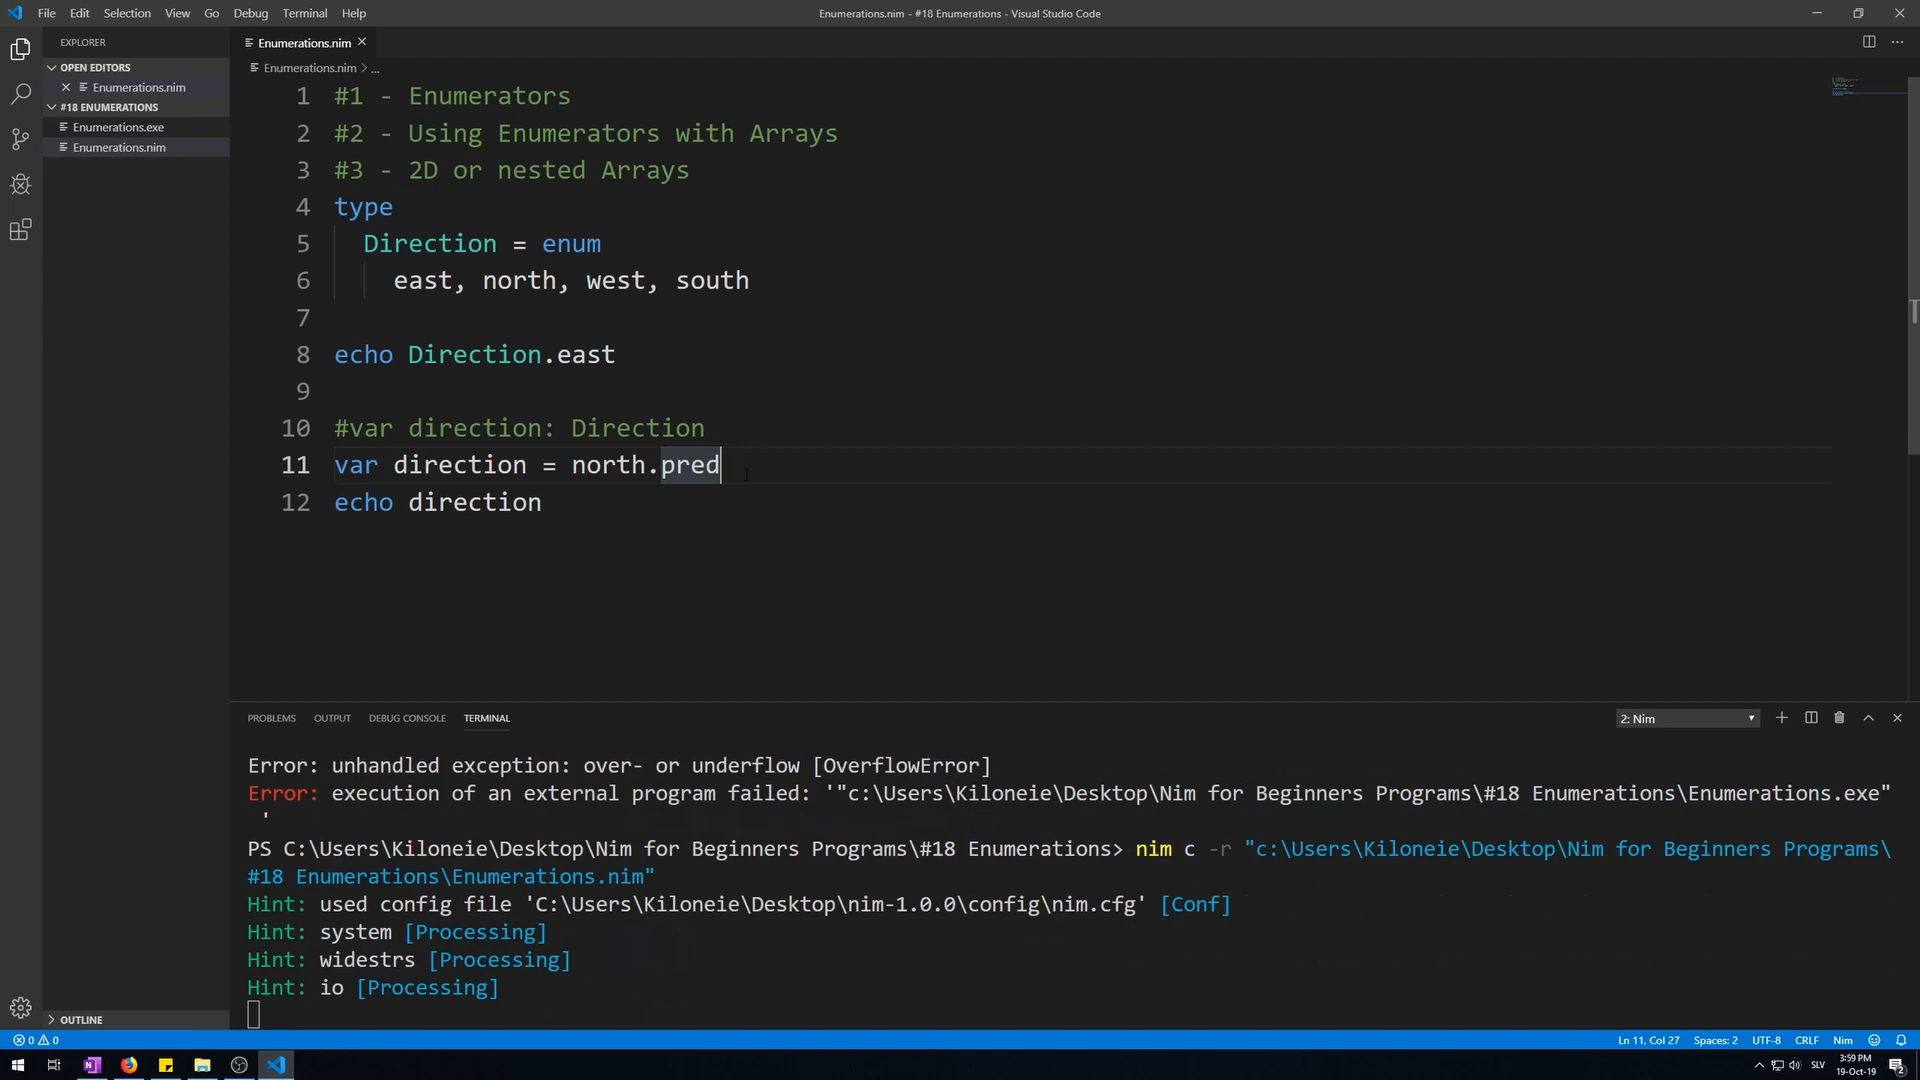 File Edit Selection View Go Debug Terminal Help
Enumerations.nim - #18 Enumerations - Visual Studio Code
EXPLORER
OPEN EDITORS
Enumerations.nim
#18 ENUMERATIONS
Enumerations.exe
Enumerations.nim
OUTLINE
Enumerations.nim
Enumerations.nim > ...
1 #1 - Enumerators
2 #2 - Using Enumerators with Arrays
3 #3 - 2D or nested Arrays
4 type
5 Direction = enum
6 east, north, west, south
7
8 echo Direction.east
9
10 #var direction: Direction
11 var direction = north.pred
12 echo direction
PROBLEMS OUTPUT DEBUG CONSOLE TERMINAL
2: Nim
Error: unhandled exception: over- or underflow [OverflowError]
Error: execution of an external program failed: '"c:\Users\Kiloneie\Desktop\Nim for Beginners Programs\#18 Enumerations\Enumerations.exe"
'
PS C:\Users\Kiloneie\Desktop\Nim for Beginners Programs\#18 Enumerations> nim c -r "c:\Users\Kiloneie\Desktop\Nim for Beginners Programs\
#18 Enumerations\Enumerations.nim"
Hint: used config file 'C:\Users\Kiloneie\Desktop\nim-1.0.0\config\nim.cfg' [Conf]
Hint: system [Processing]
Hint: widestrs [Processing]
Hint: io [Processing]
0 0
Ln 11, Col 27 Spaces: 2 UTF-8 CRLF Nim
SLV
3:59 PM
19-Oct-19
2